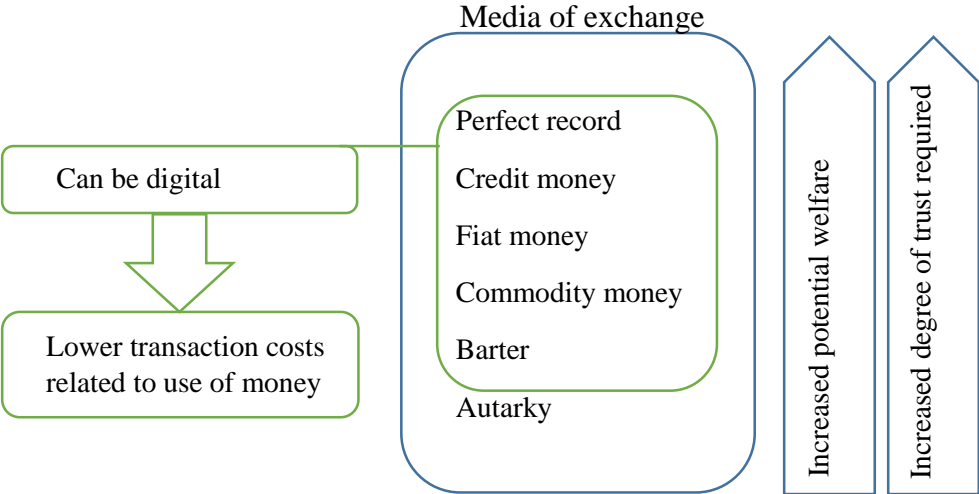 Media of exchange
Perfect record
Credit money
Fiat money
Commodity money
Barter
Autarky
Can be digital
Lower transaction costs
related to use of money
Increased potential welfare
Increased degree of trust required